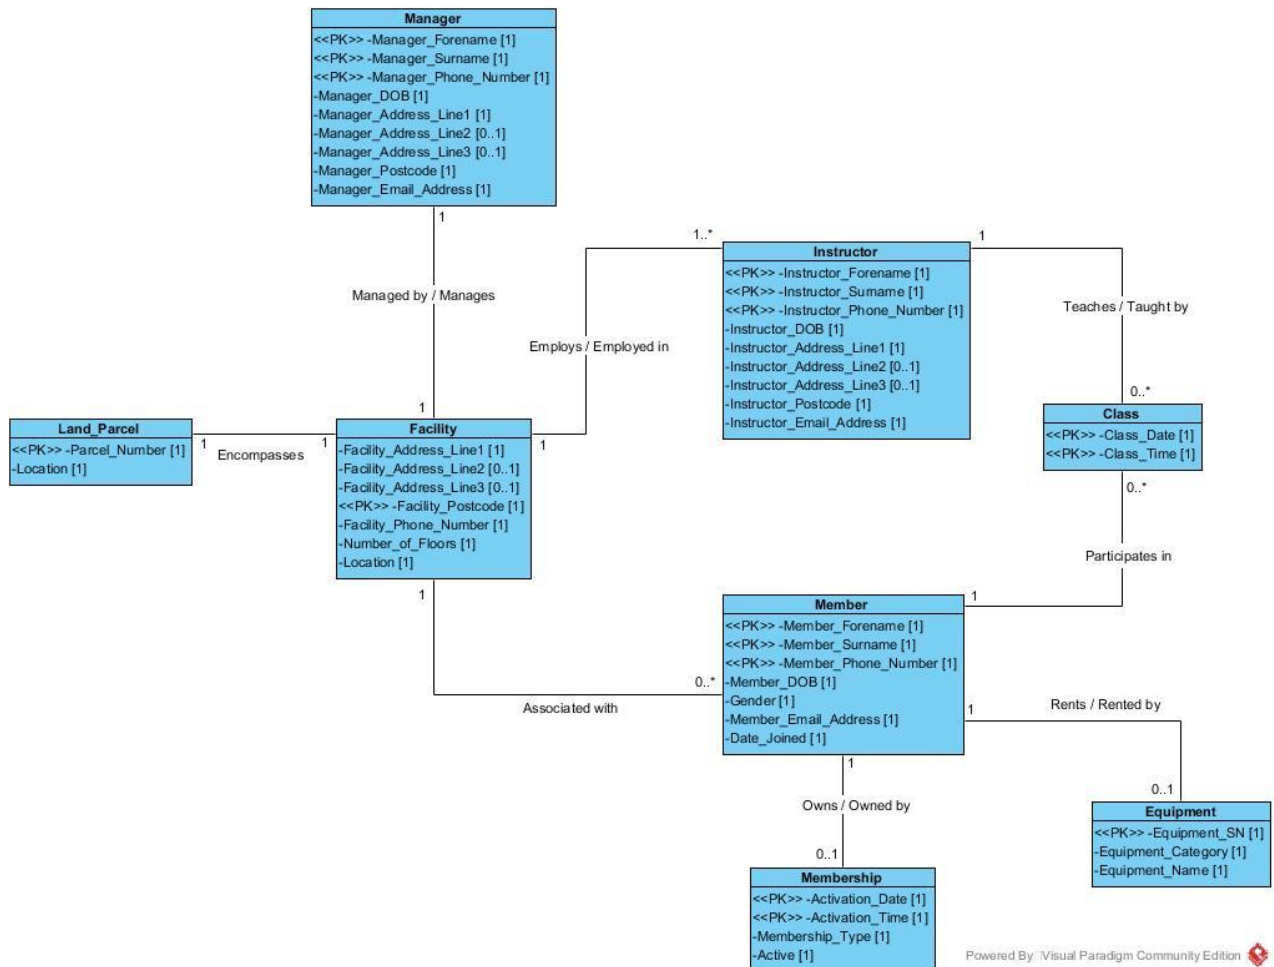 Manager
<<PK>> -Manager_Forename [1]
<<PK>> -Manager_Surname [1]
<<PK>> -Manager_Phone_Number [1]
-Manager_DOB [1]
-Manager_Address_Line1 [1]
-Manager_Address_Line2 [0..1]
-Manager_Address_Line3 [0..1]
-Manager_Postcode [1]
-Manager_Email_Address [1]
1
Managed by / Manages
1
1..*
Employs / Employed in
1
Instructor
<<PK>> -Instructor_Forename [1]
<<PK>> -Instructor_Surname [1]
<<PK>> -Instructor_Phone_Number [1]
-Instructor_DOB [1]
-Instructor_Address_Line1 [1]
-Instructor_Address_Line2 [0..1]
-Instructor_Address_Line3 [0..1]
-Instructor_Postcode [1]
-Instructor_Email_Address [1]
1
Teaches / Taught by
0..*
Land_Parcel
<<PK>> -Parcel_Number [1]
-Location [1]
1
Encompasses
1
Facility
-Facility_Address_Line1 [1]
-Facility_Address_Line2 [0..1]
-Facility_Address_Line3 [0..1]
<<PK>> -Facility_Postcode [1]
-Facility_Phone_Number [1]
-Number_of_Floors [1]
-Location [1]
Class
<<PK>> -Class_Date [1]
<<PK>> -Class_Time [1]
0..*
Participates in
1
1
Associated with
0..*
Member
<<PK>> -Member_Forename [1]
<<PK>> -Member_Surname [1]
<<PK>> -Member_Phone_Number [1]
-Member_DOB [1]
-Gender [1]
-Member_Email_Address [1]
-Date_Joined [1]
1
Rents / Rented by
0..1
1
Owns / Owned by
0..1
Equipment
<<PK>> -Equipment_SN [1]
-Equipment_Category [1]
-Equipment_Name [1]
Membership
<<PK>> -Activation_Date [1]
<<PK>> -Activation_Time [1]
-Membership_Type [1]
-Active [1]
Powered By Visual Paradigm Community Edition